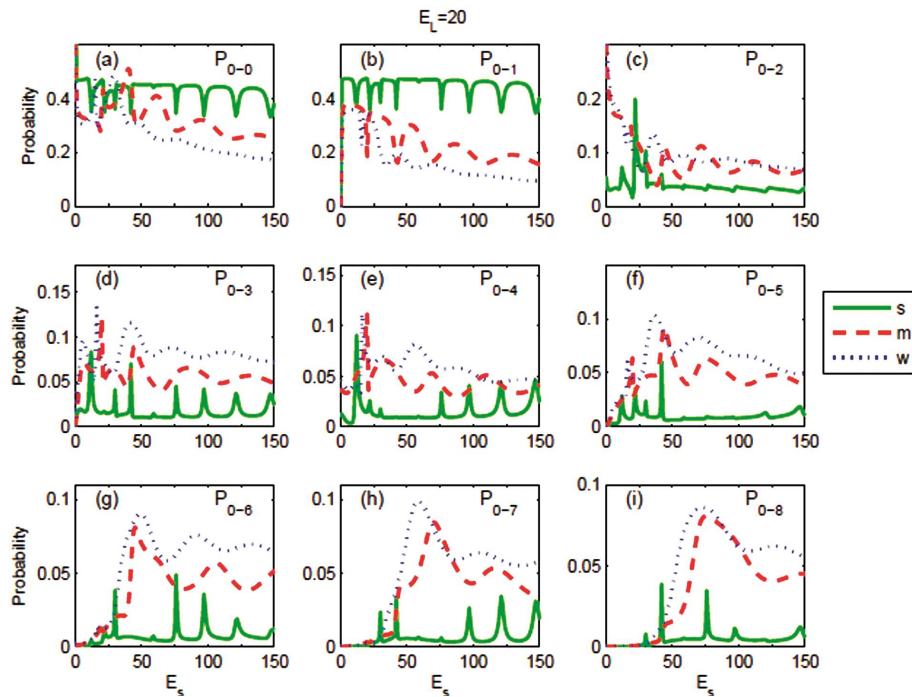 E_L=20
(a) P_0-0
(b) P_0-1
(c) P_0-2
Probability
0.4
0.2
0
0 50 100 150
0.4
0.2
0
0 50 100 150
0.2
0.1
0
0 50 100 150
(d) P_0-3
(e) P_0-4
(f) P_0-5
Probability
0.15
0.1
0.05
0
0 50 100 150
0.15
0.1
0.05
0
0 50 100 150
0.1
0.05
0
0 50 100 150
s
m
w
(g) P_0-6
(h) P_0-7
(i) P_0-8
Probability
0.1
0.05
0
0 50 100 150
0.1
0.05
0
0 50 100 150
0.1
0.05
0
0 50 100 150
E_s
E_s
E_s